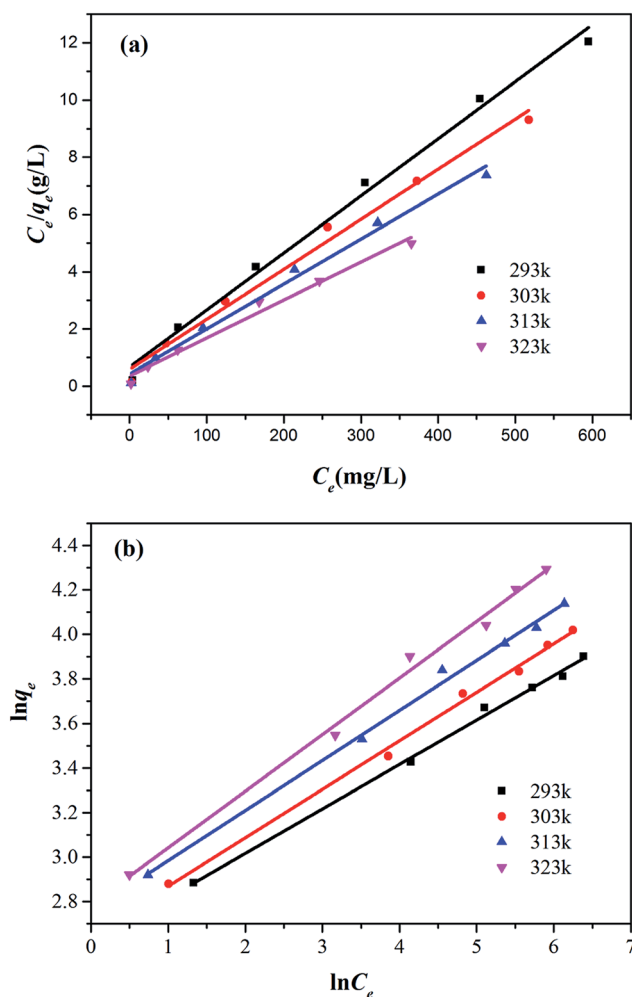 (a)
12
10
8
6
4
2
0
C_e/q_e(g/L)
293k
303k
313k
323k
0 100 200 300 400 500 600
C_e(mg/L)
(b)
4.4
4.2
4.0
3.8
3.6
3.4
3.2
3.0
2.8
lnq_e
293k
303k
313k
323k
0 1 2 3 4 5 6 7
lnC_e